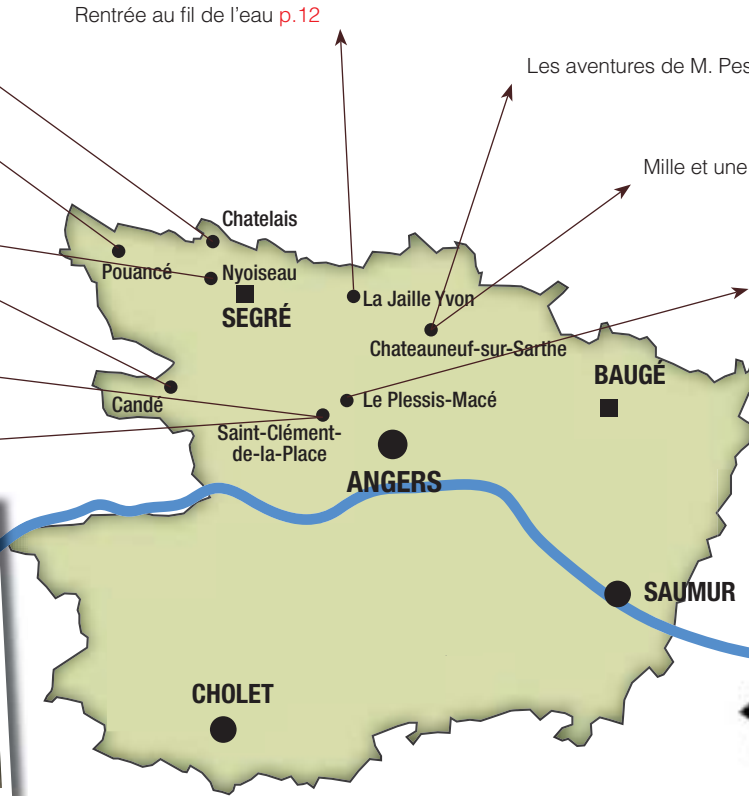 Rentrée au fil de l'eau p.12
Les aventures de M. Pes
Mille et une
Chatelais
Pouancé
Nyoiseau
SEGRÉ
La Jaille Yvon
Chateauneuf-sur-Sarthe
BAUGÉ
Candé
Le Plessis-Macé
Saint-Clément-
de-la-Place
ANGERS
SAUMUR
CHOLET